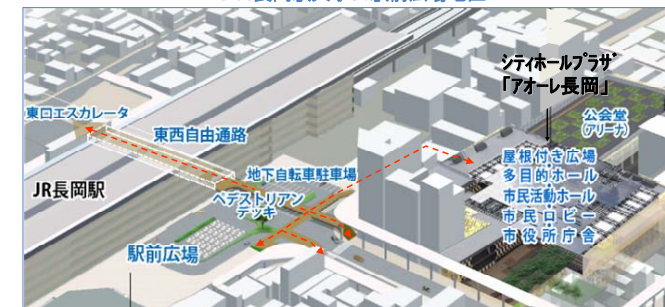 シティホールプラザ
「アオーレ長岡」
東口エスカレータ
東西自由通路
公会堂
(アリーナ)
地下自転車駐車場
屋根付き広場
多目的ホール
市民活動ホール
市民ロビー
市役所庁舎
JR長岡駅
ペデストリアン
デッキ
駅前広場